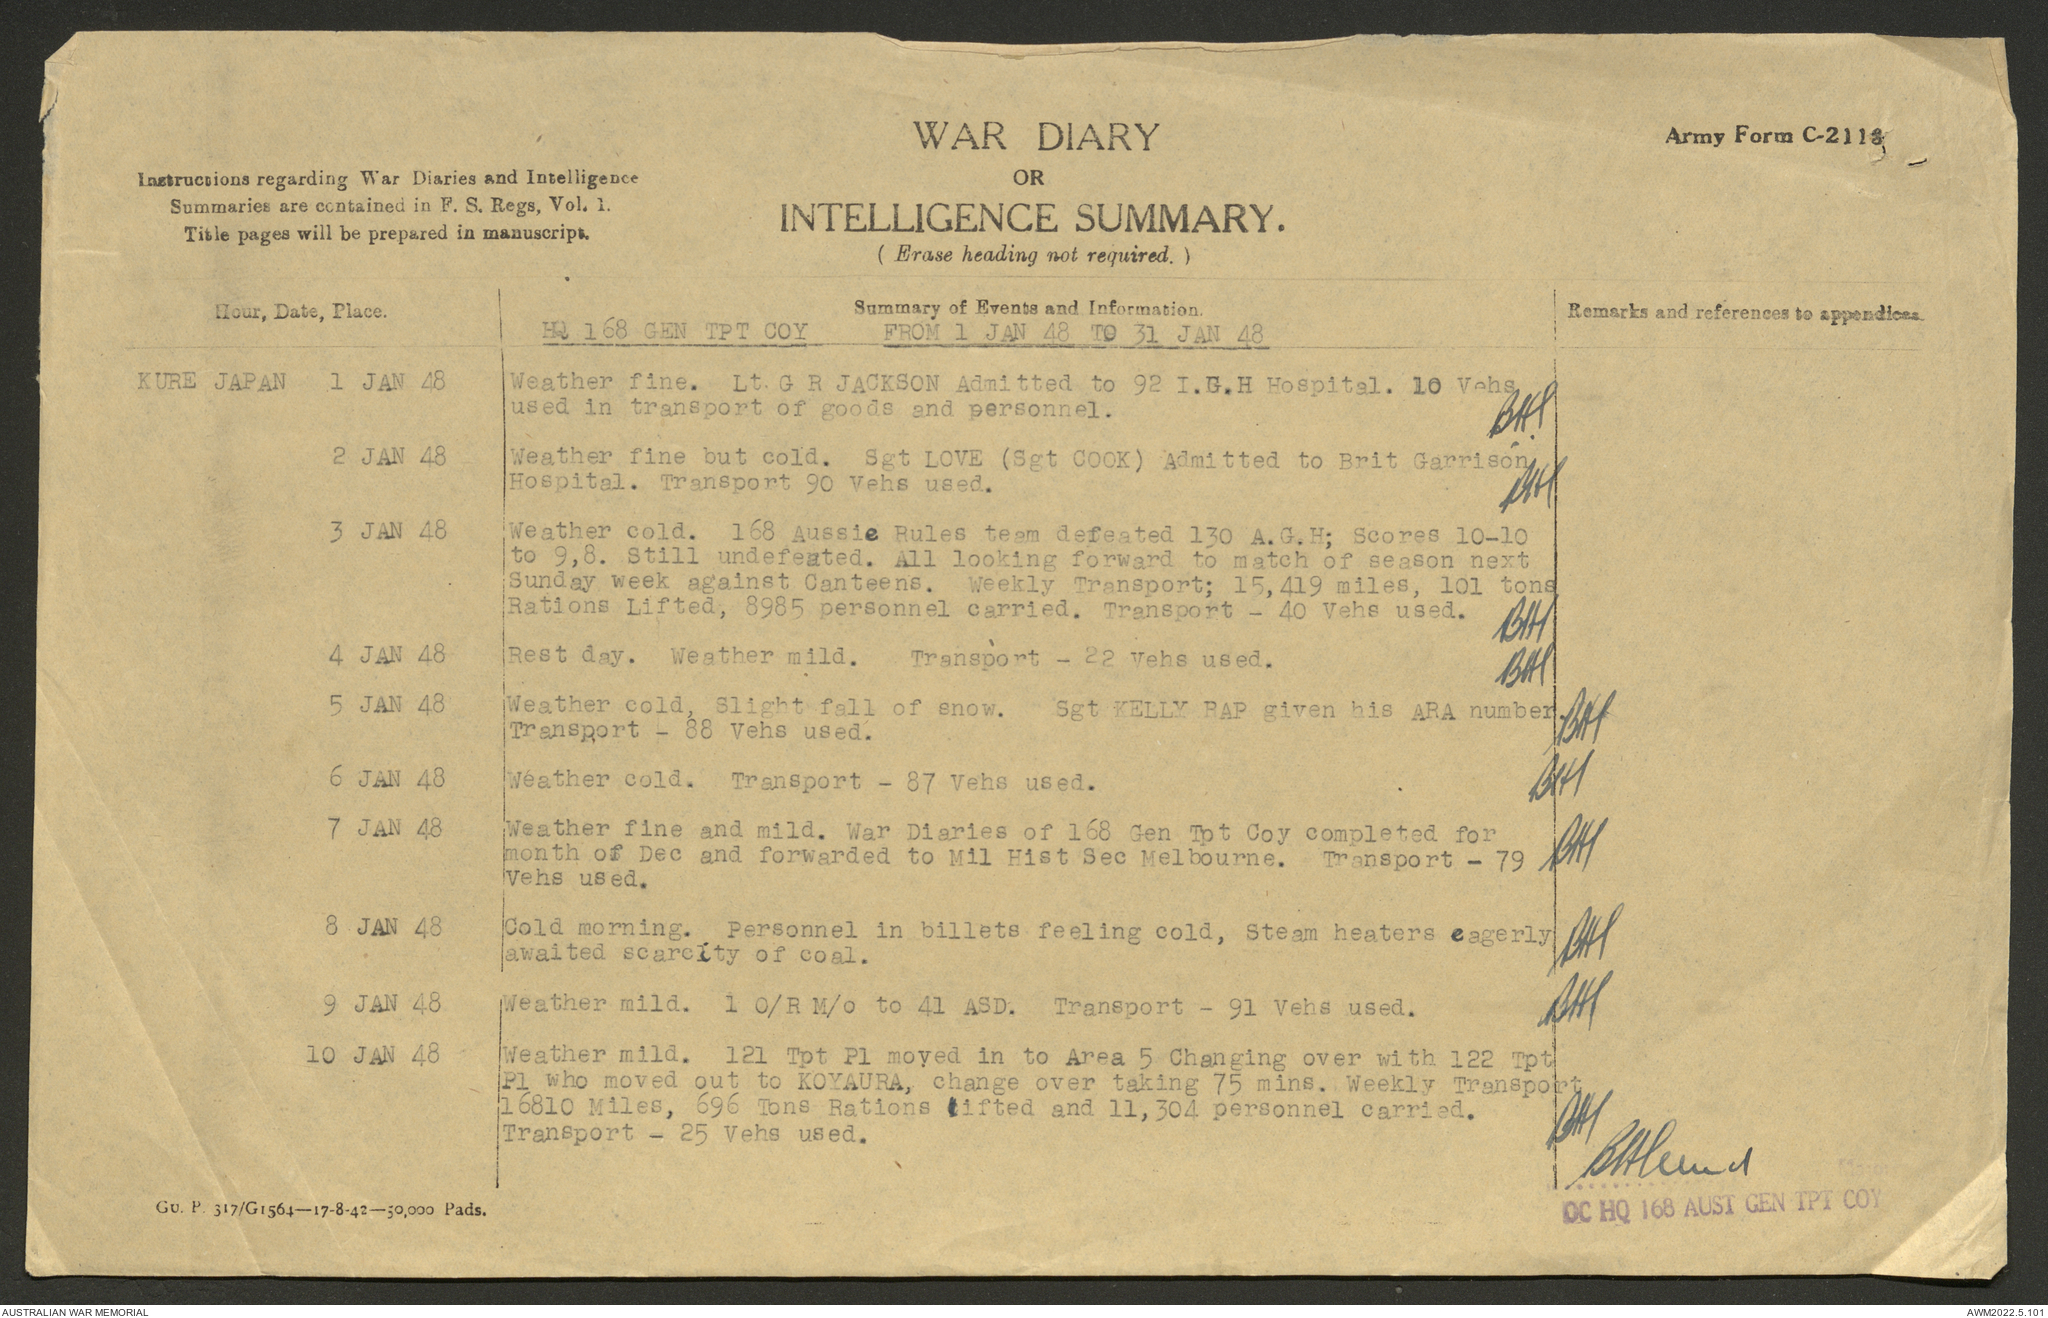 WAR DIARY
OR
INTELLIGENCE SUMMARY.
(Erase heading not required.)
Army Form C-2118
Instructions regarding War Diaries and Intelligence
Summaries are contained in F. S. Regs, Vol. 1.
Title pages will be prepared in manuscript.
Hour, Date, Place.
Summary of Events and Information.
Remarks and references to appendices
HQ 168 GEN TPT COY FROM 1 JAN 48 TO 31 JAN 48
KURE JAPAN 1 JAN 48 Weather fine. Lt. G R JACKSON Admitted to 92 I.G.H Hospital. 10 Vehs
used in transport of goods and personnel. BHL
2 JAN 48 Weather fine but cold. Sgt LOVE (Sgt COOK) Admitted to Brit Garrison
Hospital. Transport 90 Vehs used. BHL
3 JAN 48 Weather cold. 168 Aussie Rules team defeated 130 A.G.H; Scores 10-10
to 9,8. Still undefeated. All looking forward to match of season next
Sunday week against Canteens. Weekly Transport; 15,419 miles, 101 tons
Rations Lifted, 8985 personnel carried. Transport - 40 Vehs used. BHL
4 JAN 48 Rest day. Weather mild. Transport - 22 Vehs used. BHL
5 JAN 48 Weather cold, Slight fall of snow. Sgt KELLY RAP given his ARA number. BHL
Transport - 88 Vehs used.
6 JAN 48 Weather cold. Transport - 87 Vehs used. BHL
7 JAN 48 Weather fine and mild. War Diaries of 168 Gen Tpt Coy completed for
month of Dec and forwarded to Mil Hist Sec Melbourne. Transport - 79 BHL
Vehs used.
8 JAN 48 Cold morning. Personnel in billets feeling cold, Steam heaters eagerly
awaited scarcity of coal. BHL
9 JAN 48 Weather mild. 1 O/R M/o to 41 ASD. Transport - 91 Vehs used. BHL
10 JAN 48 Weather mild. 121 Tpt Pl moved in to Area 5 Changing over with 122 Tpt
Pl who moved out to KOYAURA, change over taking 75 mins. Weekly Transport
16810 Miles, 696 Tons Rations lifted and 11,304 personnel carried. BHL
Transport - 25 Vehs used.
OC HQ 168 AUST GEN TPT COY
Gu. P. 317/G1564—17-8-42—50,000 Pads.
AUSTRALIAN WAR MEMORIAL
AWM2022.5.101